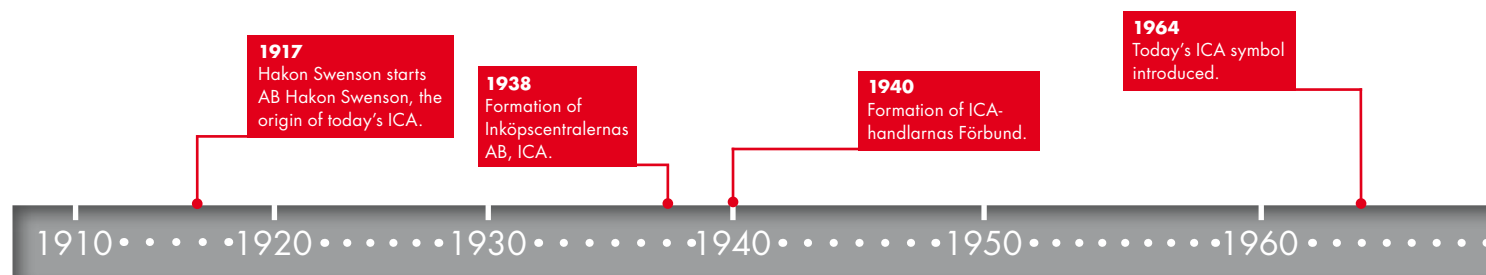 1917
Hakon Swenson starts
AB Hakon Swenson, the
origin of today's ICA.
1938
Formation of
Inköpscentralernas
AB, ICA.
1940
Formation of ICA-
handlarnas Förbund.
1964
Today's ICA symbol
introduced.
1910 1920 1930 1940 1950 1960